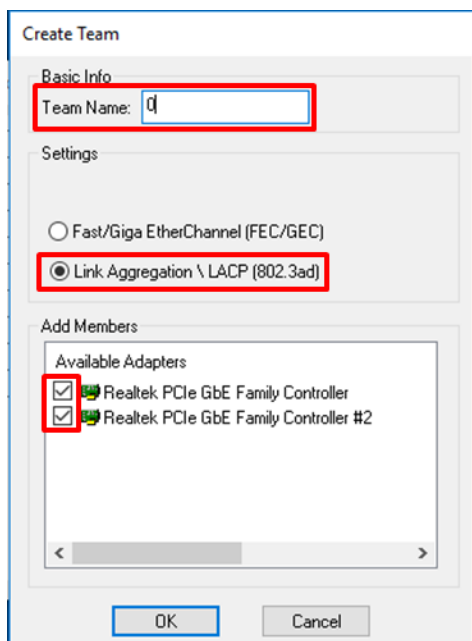 Create Team
Basic Info
Team Name: 0
Settings
Fast/Giga EtherChannel (FEC/GEC)
Link Aggregation \ LACP (802.3ad)
Add Members
Available Adapters
Realtek PCIe GbE Family Controller
Realtek PCIe GbE Family Controller #2
OK Cancel